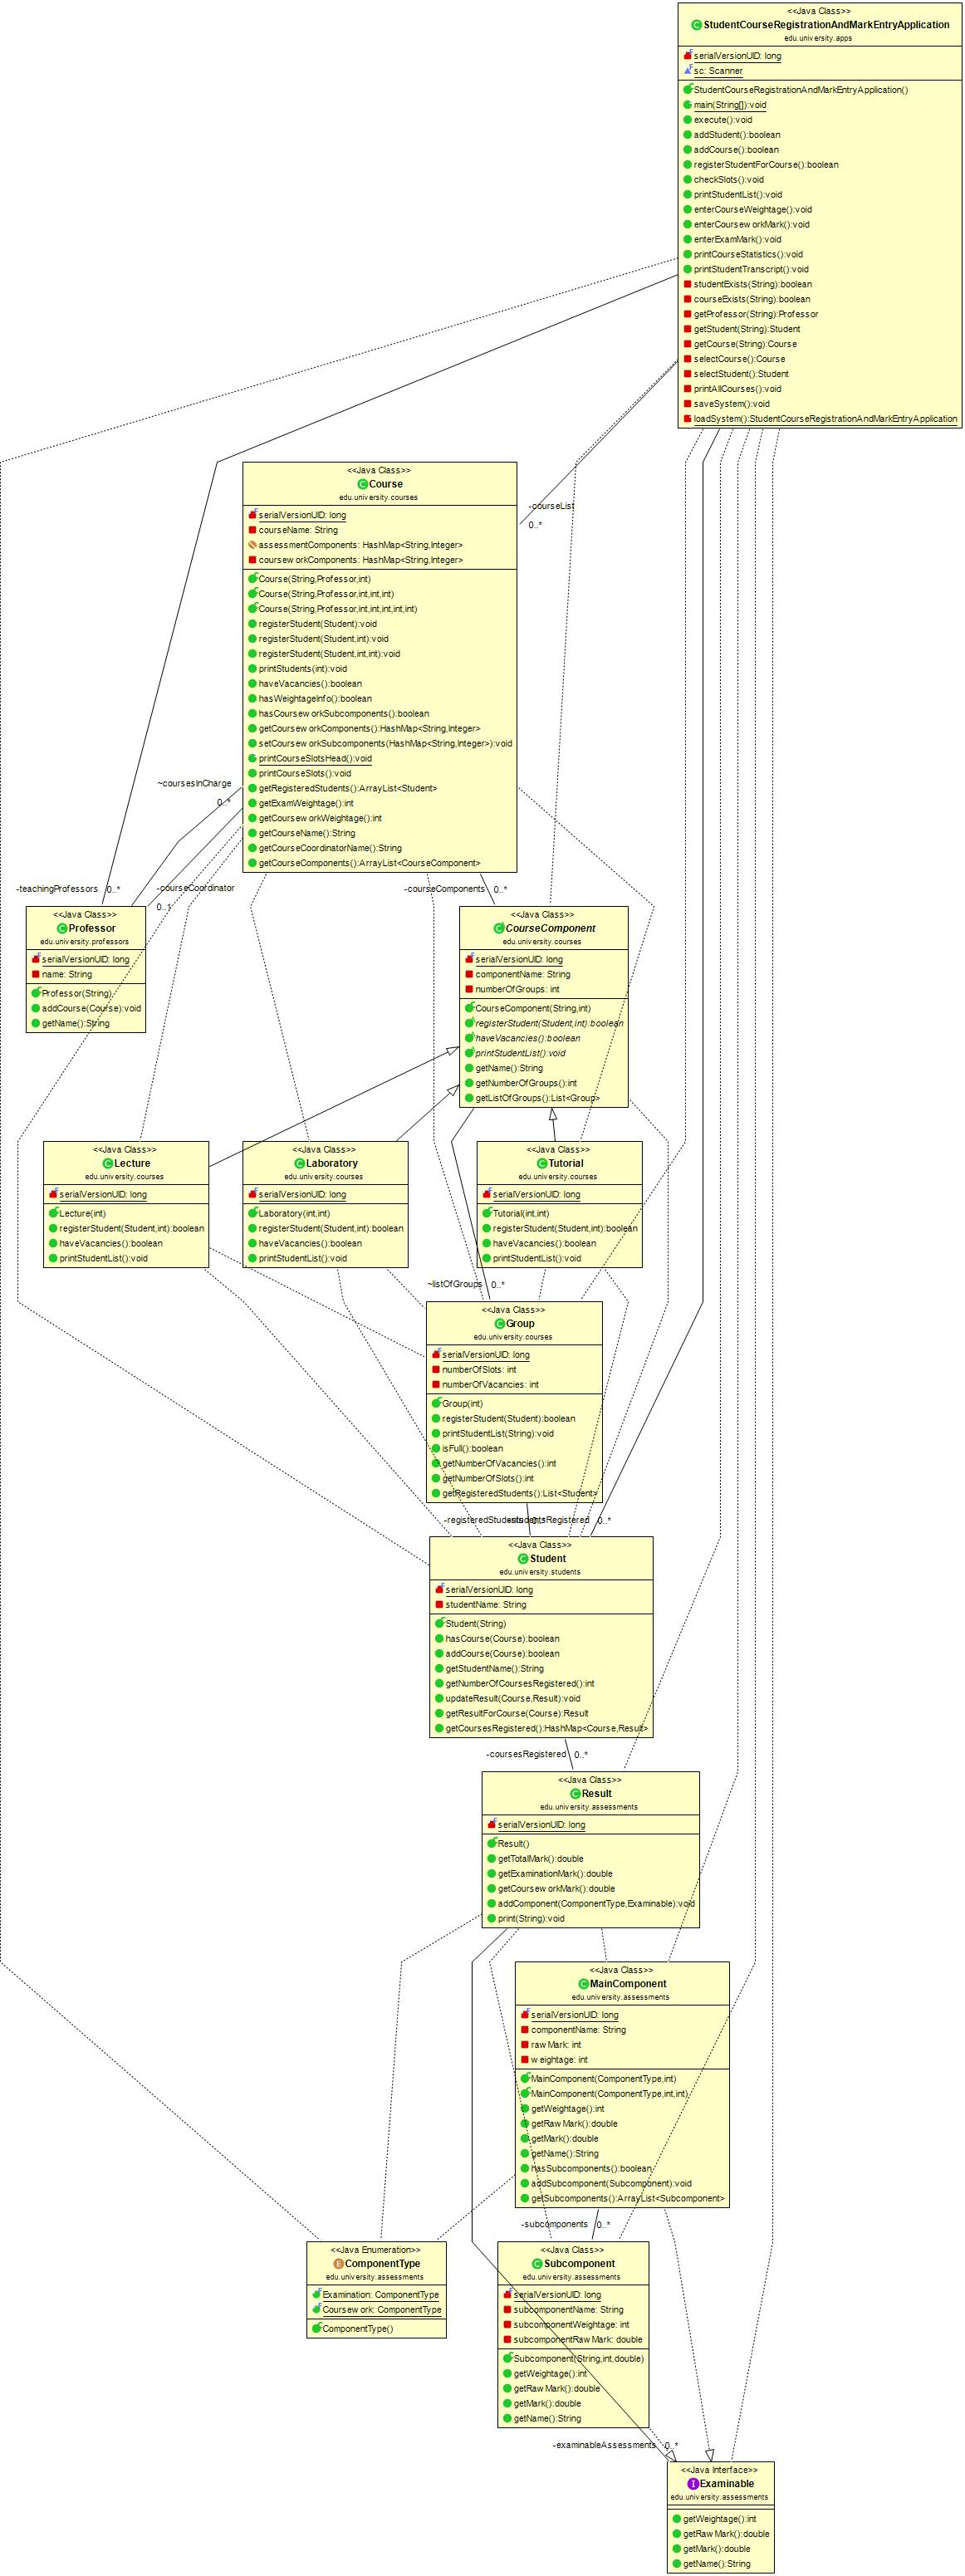 <<Java Class>>
StudentCourseRegistrationAndMarkEntryApplication
edu.university.apps
serialVersionUID: long
sc: Scanner
StudentCourseRegistrationAndMarkEntryApplication()
main(String[]):void
execute():void
addStudent():boolean
addCourse():boolean
registerStudentForCourse():boolean
checkSlots():void
printStudentList():void
enterCourseWeightage():void
enterCoursew orkMark():void
enterExamMark():void
printCourseStatistics():void
printStudentTranscript():void
studentExists(String):boolean
courseExists(String):boolean
getProfessor(String):Professor
getStudent(String):Student
getCourse(String):Course
selectCourse():Course
selectStudent():Student
printAllCourses():void
saveSystem():void
loadSystem():StudentCourseRegistrationAndMarkEntryApplication
<<Java Class>>
Course
edu.university.courses
serialVersionUID: long
courseName: String
assessmentComponents: HashMap<String,Integer>
coursew orkComponents: HashMap<String,Integer>
Course(String,Professor,int)
Course(String,Professor,int,int,int)
Course(String,Professor,int,int,int,int,int)
registerStudent(Student):void
registerStudent(Student,int):void
registerStudent(Student,int,int):void
printStudents(int):void
haveVacancies():boolean
hasWeightageInfo():boolean
hasCoursew orkSubcomponents():boolean
getCoursew orkComponents():HashMap<String,Integer>
setCoursew orkSubcomponents(HashMap<String,Integer>):void
printCourseSlotsHead():void
printCourseSlots():void
getRegisteredStudents():ArrayList<Student>
getExamWeightage():int
getCoursew orkWeightage():int
getCourseName():String
getCourseCoordinatorName():String
getCourseComponents():ArrayList<CourseComponent>
-courseList
0..*
~coursesInCharge
0..*
-teachingProfessors 0..*
-courseCoordinator
0..1
-courseComponents 0..*
<<Java Class>>
Professor
edu.university.professors
serialVersionUID: long
name: String
Professor(String)
addCourse(Course):void
getName():String
<<Java Class>>
CourseComponent
edu.university.courses
serialVersionUID: long
componentName: String
numberOfGroups: int
CourseComponent(String,int)
registerStudent(Student,int):boolean
haveVacancies():boolean
printStudentList():void
getName():String
getNumberOfGroups():int
getListOfGroups():List<Group>
<<Java Class>>
Lecture
edu.university.courses
serialVersionUID: long
Lecture(int)
registerStudent(Student,int):boolean
haveVacancies():boolean
printStudentList():void
<<Java Class>>
Laboratory
edu.university.courses
serialVersionUID: long
Laboratory(int,int)
registerStudent(Student,int):boolean
haveVacancies():boolean
printStudentList():void
<<Java Class>>
Tutorial
edu.university.courses
serialVersionUID: long
Tutorial(int,int)
registerStudent(Student,int):boolean
haveVacancies():boolean
printStudentList():void
~listOfGroups 0..*
<<Java Class>>
Group
edu.university.courses
serialVersionUID: long
numberOfSlots: int
numberOfVacancies: int
Group(int)
registerStudent(Student):boolean
printStudentList(String):void
isFull():boolean
getNumberOfVacancies():int
getNumberOfSlots():int
getRegisteredStudents():List<Student>
-registeredStudents 0..*
0..*
<<Java Class>>
Student
edu.university.students
serialVersionUID: long
studentName: String
Student(String)
hasCourse(Course):boolean
addCourse(Course):boolean
getStudentName():String
getNumberOfCoursesRegistered():int
updateResult(Course,Result):void
getResultForCourse(Course):Result
getCoursesRegistered():HashMap<Course,Result>
-coursesRegistered 0..*
<<Java Class>>
Result
edu.university.assessments
serialVersionUID: long
Result()
getTotalMark():double
getExaminationMark():double
getCoursew orkMark():double
addComponent(ComponentType,Examinable):void
print(String):void
<<Java Class>>
MainComponent
edu.university.assessments
serialVersionUID: long
componentName: String
raw Mark: int
w eightage: int
MainComponent(ComponentType,int)
MainComponent(ComponentType,int,int)
getWeightage():int
getRaw Mark():double
getMark():double
getName():String
hasSubcomponents():boolean
addSubcomponent(Subcomponent):void
getSubcomponents():ArrayList<Subcomponent>
-subcomponents 0..*
<<Java Enumeration>>
ComponentType
edu.university.assessments
Examination: ComponentType
Coursew ork: ComponentType
ComponentType()
<<Java Class>>
Subcomponent
edu.university.assessments
serialVersionUID: long
subcomponentName: String
subcomponentWeightage: int
subcomponentRaw Mark: double
Subcomponent(String,int,double)
getWeightage():int
getRaw Mark():double
getMark():double
getName():String
-examinableAssessments 0..*
<<Java Interface>>
Examinable
edu.university.assessments
getWeightage():int
getRaw Mark():double
getMark():double
getName():String